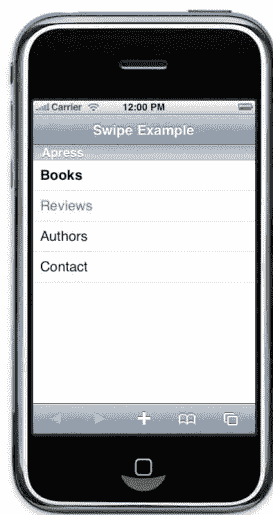 Carrier 12:00 PM
Swipe Example
Apress
Books
Reviews
Authors
Contact